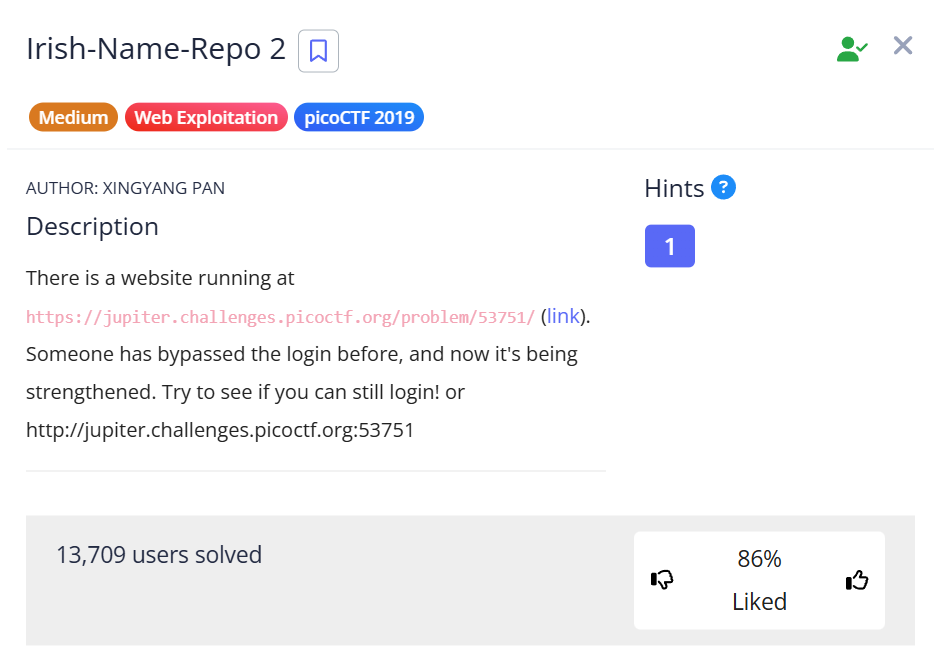 Irish-Name-Repo 2
Medium Web Exploitation picoCTF 2019
AUTHOR: XINGYANG PAN
Description
There is a website running at
https://jupiter.challenges.picoctf.org/problem/53751/ (link).
Someone has bypassed the login before, and now it's being
strengthened. Try to see if you can still login! or
http://jupiter.challenges.picoctf.org:53751
Hints ?
1
13,709 users solved
86%
Liked